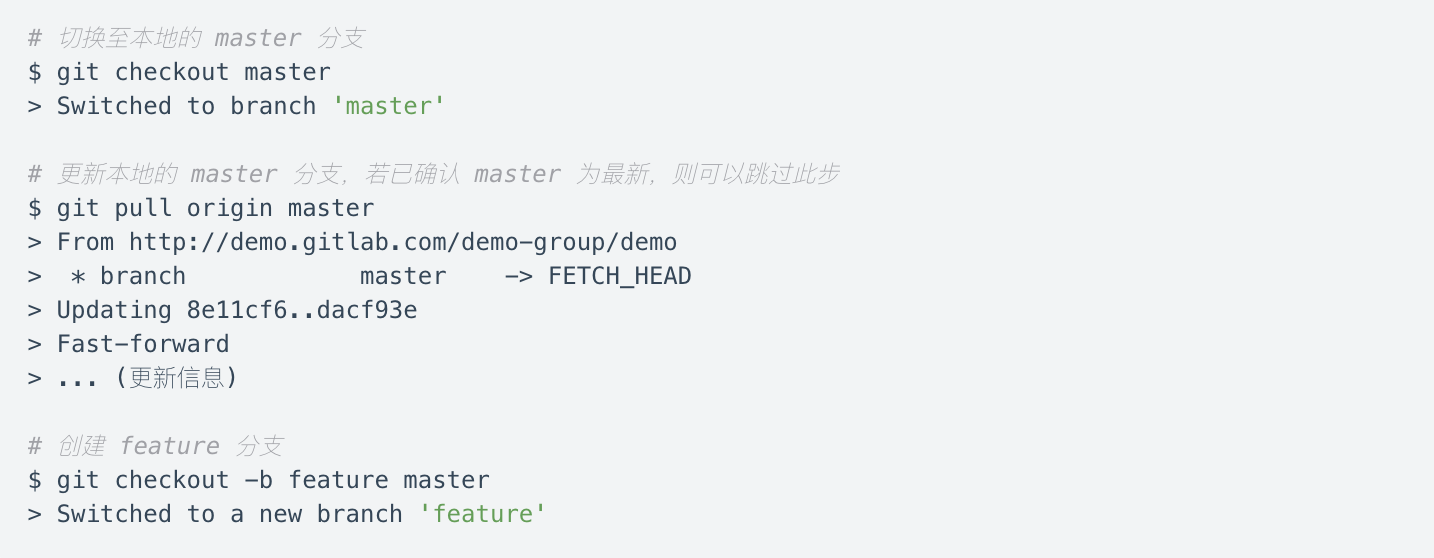 # 切换至本地的 master 分支
$ git checkout master
> Switched to branch 'master'
# 更新本地的 master 分支，若已确认 master 为最新，则可以跳过此步
$ git pull origin master
> From http://demo.gitlab.com/demo-group/demo
>  * branch            master    -> FETCH_HEAD
> Updating 8e11cf6..dacf93e
> Fast-forward
> ... (更新信息)
# 创建 feature 分支
$ git checkout -b feature master
> Switched to a new branch 'feature'